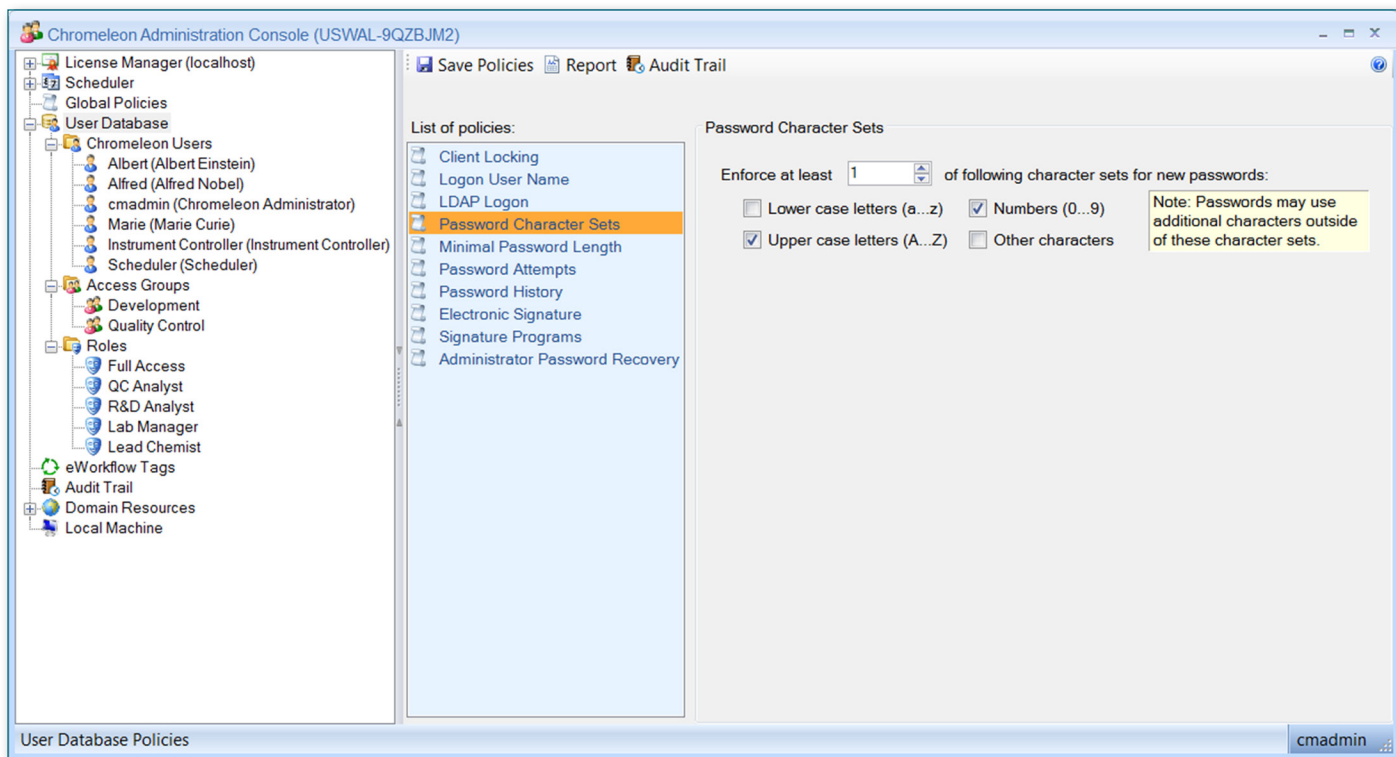 Chromeleon Administration Console (USWAL-9QZBJM2)
License Manager (localhost)
Scheduler
Global Policies
User Database
Chromeleon Users
Albert (Albert Einstein)
Alfred (Alfred Nobel)
cmadmin (Chromeleon Administrator)
Marie (Marie Curie)
Instrument Controller (Instrument Controller)
Scheduler (Scheduler)
Access Groups
Development
Quality Control
Roles
Full Access
QC Analyst
R&D Analyst
Lab Manager
Lead Chemist
eWorkflow Tags
Audit Trail
Domain Resources
Local Machine
Save Policies Report Audit Trail
List of policies:
Client Locking
Logon User Name
LDAP Logon
Password Character Sets
Minimal Password Length
Password Attempts
Password History
Electronic Signature
Signature Programs
Administrator Password Recovery
Password Character Sets
Enforce at least 1 of following character sets for new passwords:
Lower case letters (a...z) Numbers (0...9)
Upper case letters (A...Z) Other characters
Note: Passwords may use
additional characters outside
of these character sets.
User Database Policies cmadmin